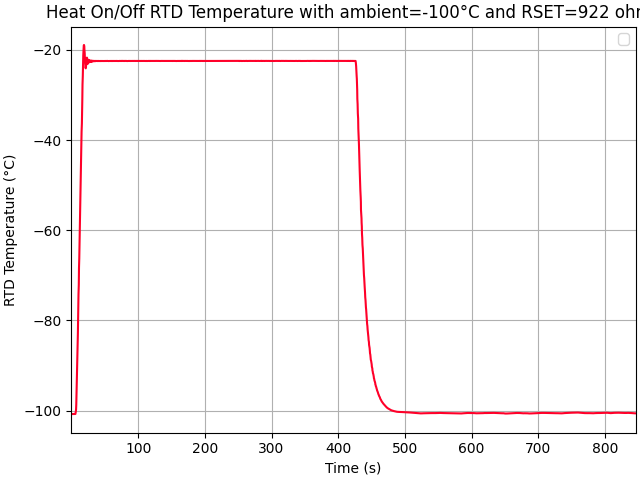 Heat On/Off RTD Temperature with ambient=-100°C and RSET=922 ohm
RTD Temperature (°C)
−20
−40
−60
−80
−100
100 200 300 400 500 600 700 800
Time (s)